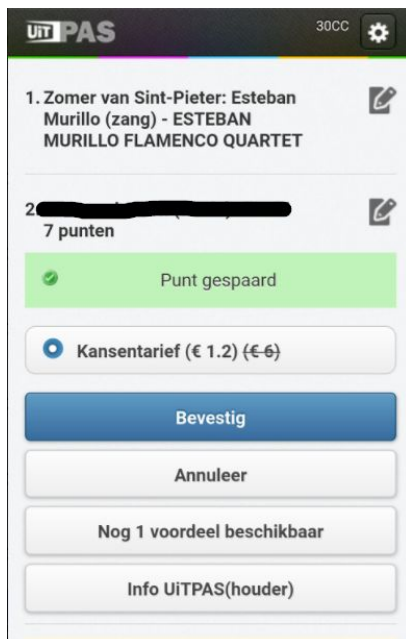 UiTPAS
30CC
1. Zomer van Sint-Pieter: Esteban
Murillo (zang) - ESTEBAN
MURILLO FLAMENCO QUARTET
2
7 punten
Punt gespaard
Kansentarief (€ 1.2) (€ 6)
Bevestig
Annuleer
Nog 1 voordeel beschikbaar
Info UiTPAS(houder)